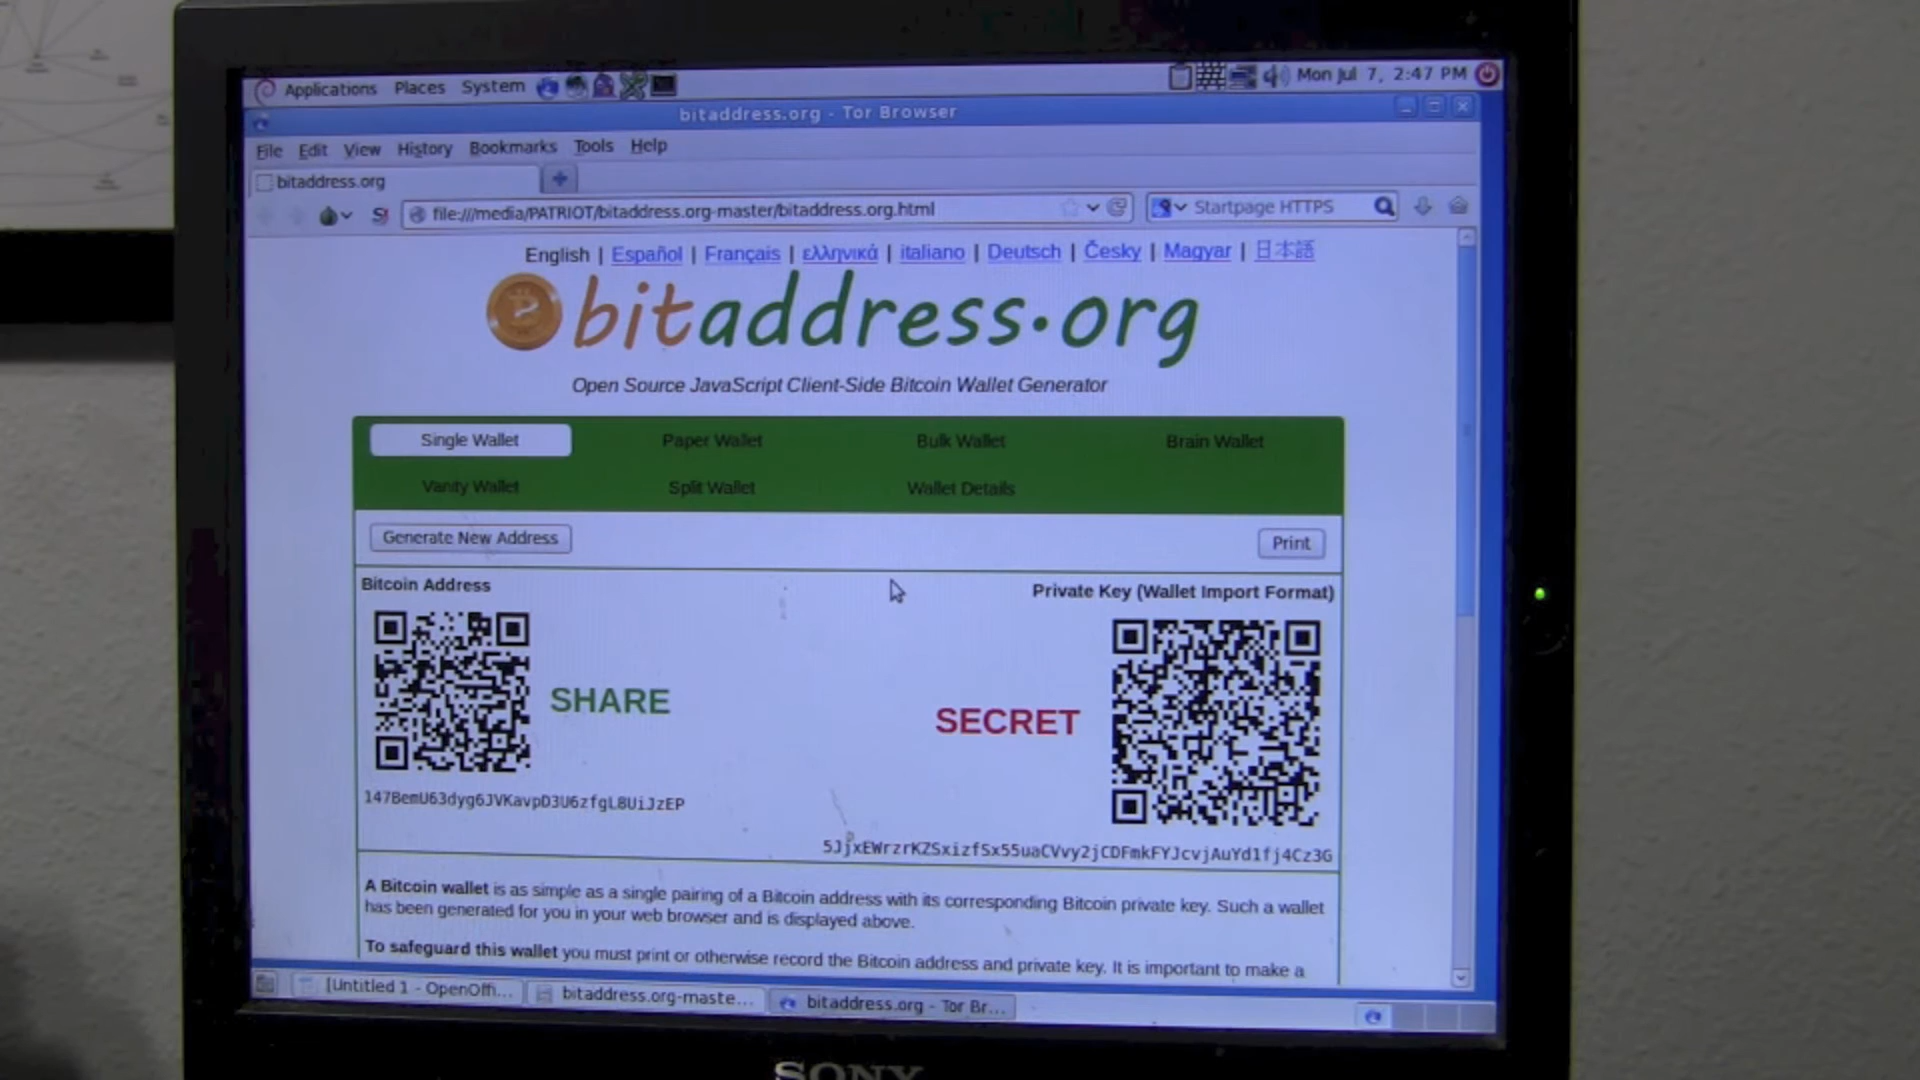 Applications Places System Mon Jul 7, 2:47 PM
bitaddress.org - Tor Browser
File Edit View History Bookmarks Tools Help
bitaddress.org
file:///media/PATRIOT/bitaddress.org-master/bitaddress.org.html Startpage HTTPS
English | Español | Français | ελληνικά | italiano | Deutsch | Česky | Magyar | 日本語
bitaddress.org
Open Source JavaScript Client-Side Bitcoin Wallet Generator
Single Wallet Paper Wallet Bulk Wallet Brain Wallet
Vanity Wallet Split Wallet Wallet Details
Generate New Address Print
Bitcoin Address Private Key (Wallet Import Format)
SHARE SECRET
147BemU63dyg6JVKavpD3U6zfgL8UiJzEP
5JjxEWrzrKZSxizfSx55uaCVvy2jCDFmkFYJcvjAuYd1fj4Cz3G
A Bitcoin wallet is as simple as a single pairing of a Bitcoin address with its corresponding Bitcoin private key. Such a wallet
has been generated for you in your web browser and is displayed above.
To safeguard this wallet you must print or otherwise record the Bitcoin address and private key. It is important to make a
[Untitled 1 - OpenOffi... bitaddress.org-maste... bitaddress.org - Tor Br...
SONY